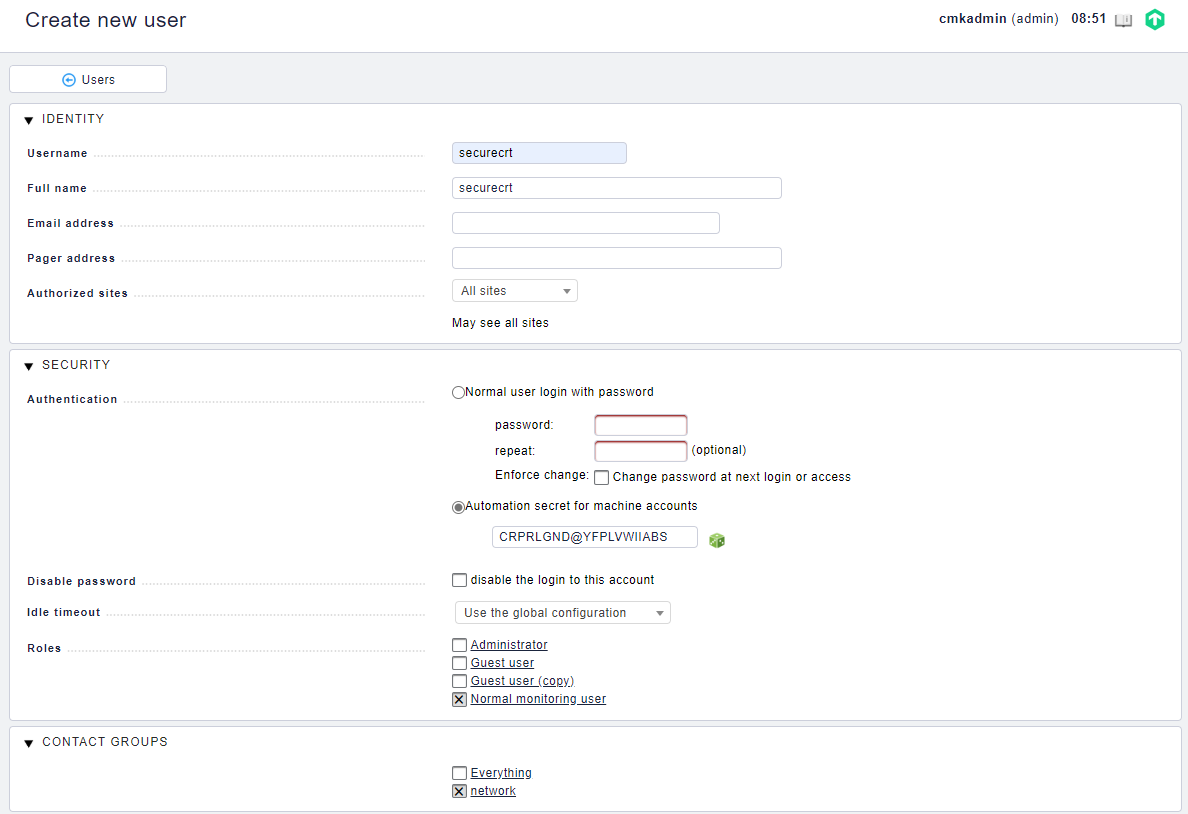 Create new user
cmkadmin (admin) 08:51
Users
IDENTITY
Username securecrt
Full name securecrt
Email address
Pager address
Authorized sites All sites
May see all sites
SECURITY
Authentication Normal user login with password
password:
repeat: (optional)
Enforce change: Change password at next login or access
Automation secret for machine accounts
CRPRLGND@YFPLVWIIABS
Disable password disable the login to this account
Idle timeout Use the global configuration
Roles Administrator
Guest user
Guest user (copy)
Normal monitoring user
CONTACT GROUPS
Everything
network